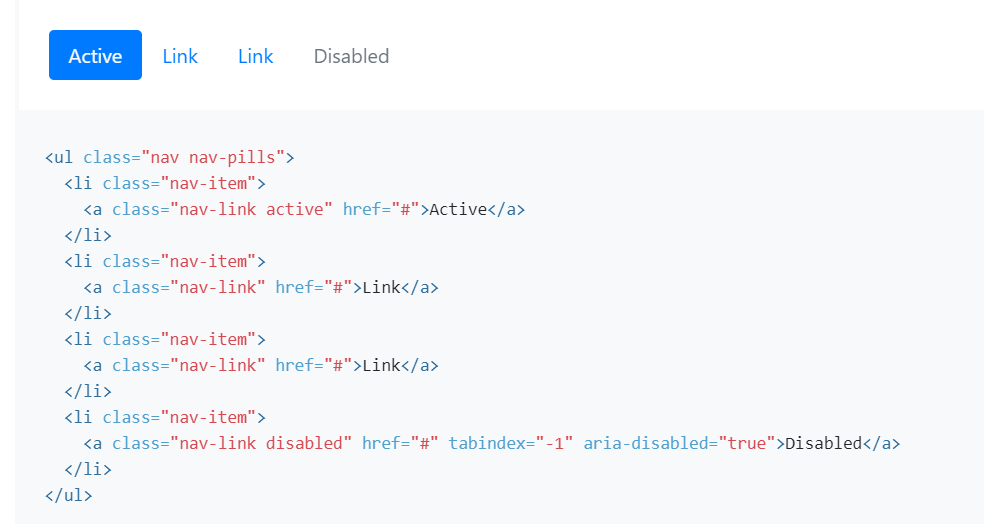 Active Link Link Disabled
<ul class="nav nav-pills">
  <li class="nav-item">
    <a class="nav-link active" href="#">Active</a>
  </li>
  <li class="nav-item">
    <a class="nav-link" href="#">Link</a>
  </li>
  <li class="nav-item">
    <a class="nav-link" href="#">Link</a>
  </li>
  <li class="nav-item">
    <a class="nav-link disabled" href="#" tabindex="-1" aria-disabled="true">Disabled</a>
  </li>
</ul>